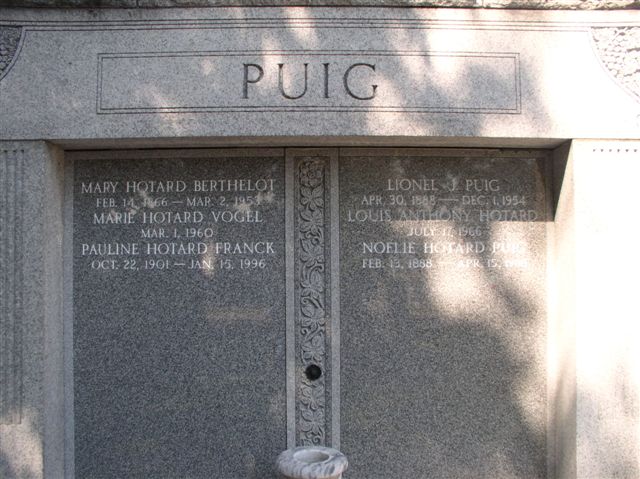 PUIG
MARY HOTARD BERTHELOT
FEB. 14, 1866 — MAR. 2, 1953
MARIE HOTARD VOGEL
MAR. 1, 1960
PAULINE HOTARD FRANCK
OCT. 22, 1901 — JAN. 15, 1996
LIONEL J. PUIG
APR. 30, 1888 — DEC. 1, 1954
LOUIS ANTHONY HOTARD
JULY 17, 1966
NOELIE HOTARD PUIG
FEB. 13, 1888 — APR. 15,